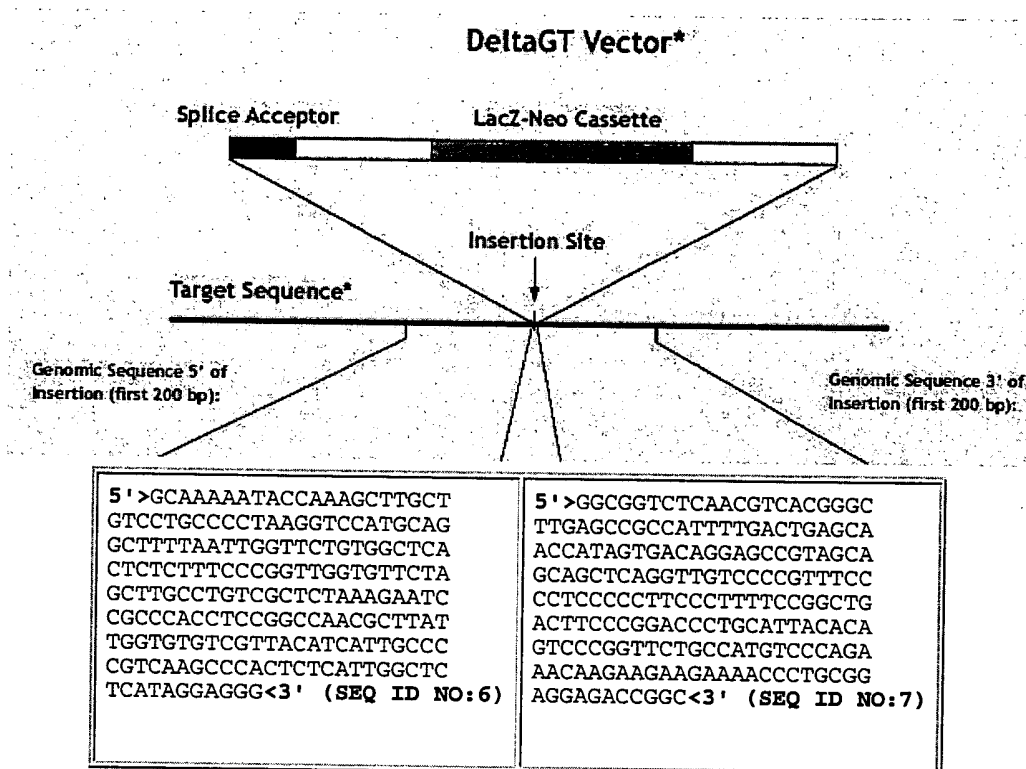 DeltaGT Vector*
Splice Acceptor
LacZ-Neo Cassette
Insertion Site
Target Sequence*
Genomic Sequence 5' of
Insertion (first 200 bp):
Genomic Sequence 3' of
Insertion (first 200 bp):
5'>GCAAAAATACCAAAGCTTGCT
GTCCTGCCCCTAAGGTCCATGCAG
GCTTTTAATTGGTTCTGTGGCTCA
CTCTCTTTCCCGGTTGGTGTTCTA
GCTTGCCTGTCGCTCTAAAGAATC
CGCCCACCTCCGGCCAACGCTTAT
TGGTGTGTCGTTACATCATTGCCC
CGTCAAGCCCACTCTCATTGGCTC
TCATAGGAGGG<3' (SEQ ID NO:6)
5'>GGCGGTCTCAACGTCACGGGC
TTGAGCCGCCATTTTGACTGAGCA
ACCATAGTGACAGGAGCCGTAGCA
GCAGCTCAGGTTGTCCCCGTTTCC
CCTCCCCCTTCCCTTTTCCGGCTG
ACTTCCCGGACCCTGCATTACACA
GTCCCGGTTCTGCCATGTCCCAGA
AACAAGAAGAAGAAAACCCTGCGG
AGGAGACCGGC<3' (SEQ ID NO:7)